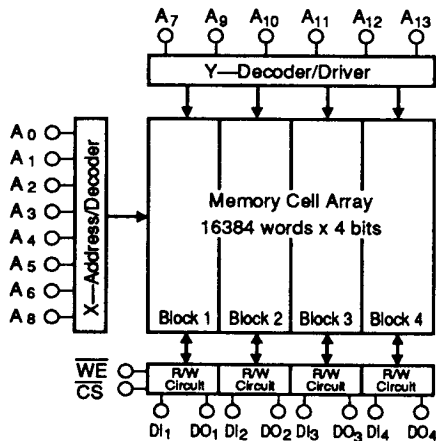 A7 A9 A10 A11 A12 A13
Y—Decoder/Driver
A0
A1
A2
A3
A4
A5
A6
A8
X—Address/Decoder
Memory Cell Array
16384 words x 4 bits
Block 1 Block 2 Block 3 Block 4
WE
CS
R/W Circuit R/W Circuit R/W Circuit R/W Circuit
DI1 DO1 DI2 DO2 DI3 DO3 DI4 DO4